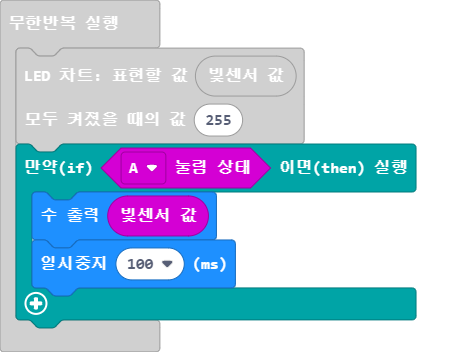 무한반복 실행
LED 차트: 표현할 값 빛센서 값
모두 켜졌을 때의 값 255
만약(if) A 눌림 상태 이면(then) 실행
수 출력 빛센서 값
일시중지 100 (ms)